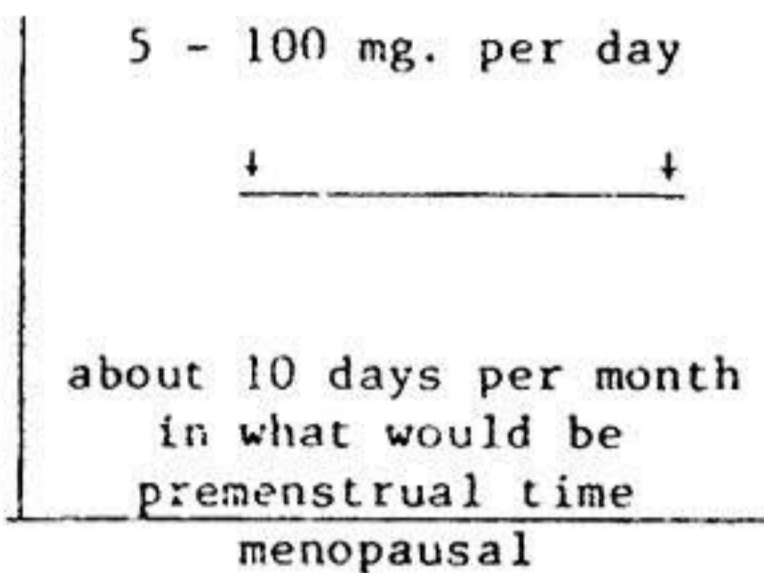 5 - 100 mg. per day
about 10 days per month
in what would be
premenstrual time
menopausal